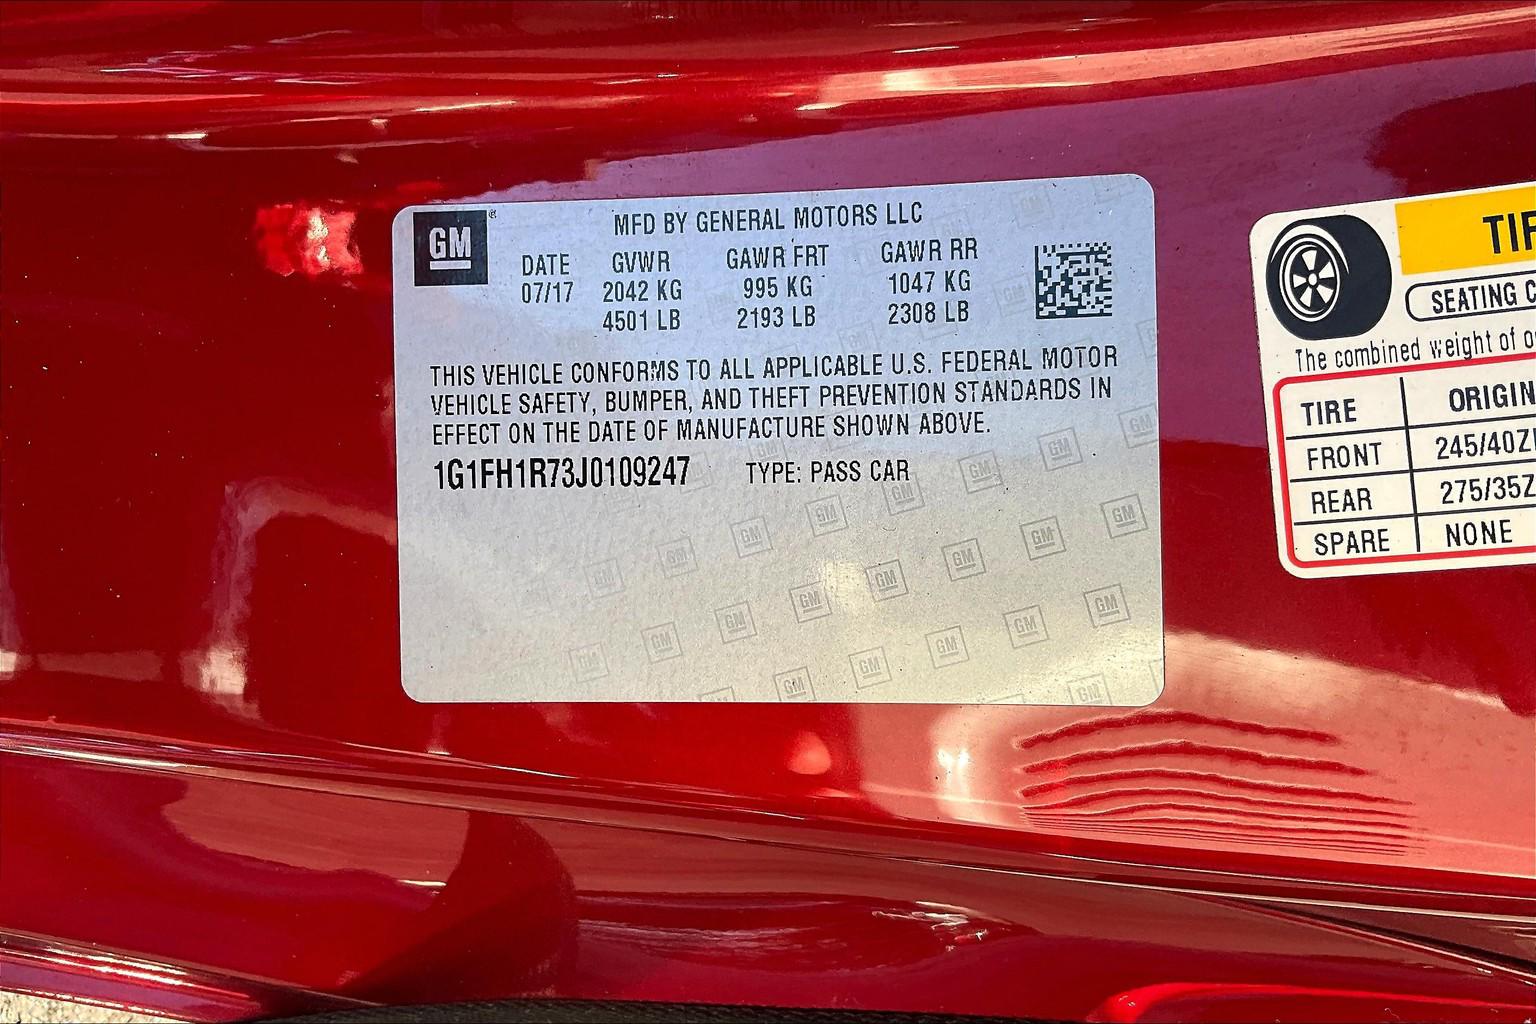 GM
MFD BY GENERAL MOTORS LLC
DATE GVWR GAWR FRT GAWR RR
07/17 2042 KG 995 KG 1047 KG
4501 LB 2193 LB 2308 LB
THIS VEHICLE CONFORMS TO ALL APPLICABLE U.S. FEDERAL MOTOR
VEHICLE SAFETY, BUMPER, AND THEFT PREVENTION STANDARDS IN
EFFECT ON THE DATE OF MANUFACTURE SHOWN ABOVE.
1G1FH1R73J0109247 TYPE: PASS CAR
SEATING
The combined weight of
TIRE
FRONT 245/40Z
REAR 275/35Z
SPARE NONE